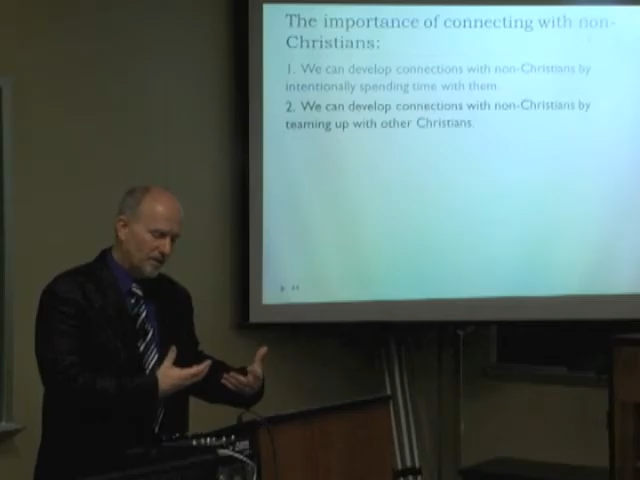 The importance of connecting with non-
Christians:
1. We can develop connections with non-Christians by
intentionally spending time with them.
2. We can develop connections with non-Christians by
teaming up with other Christians.